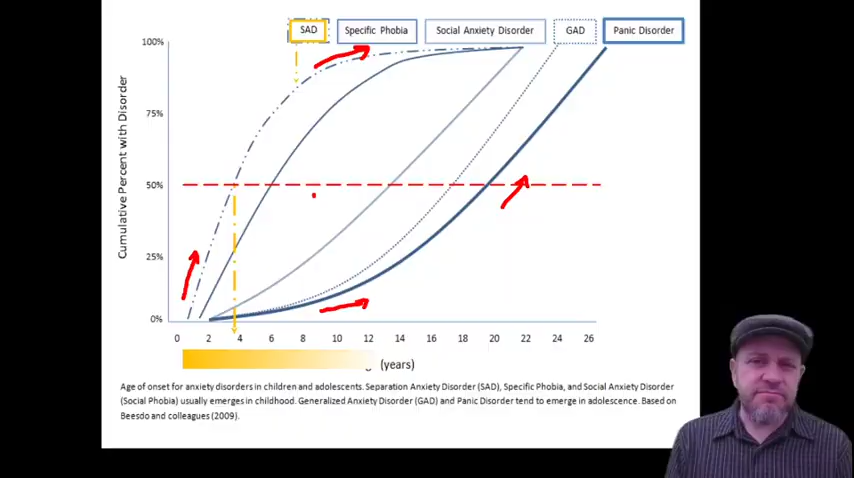 SAD Specific Phobia Social Anxiety Disorder GAD Panic Disorder
100%
75%
50%
25%
0%
Cumulative Percent with Disorder
0 2 4 6 8 10 12 14 16 18 20 22 24 26
(years)
Age of onset for anxiety disorders in children and adolescents. Separation Anxiety Disorder (SAD), Specific Phobia, and Social Anxiety Disorder
(Social Phobia) usually emerges in childhood. Generalized Anxiety Disorder (GAD) and Panic Disorder tend to emerge in adolescence. Based on
Beesdo and colleagues (2009).